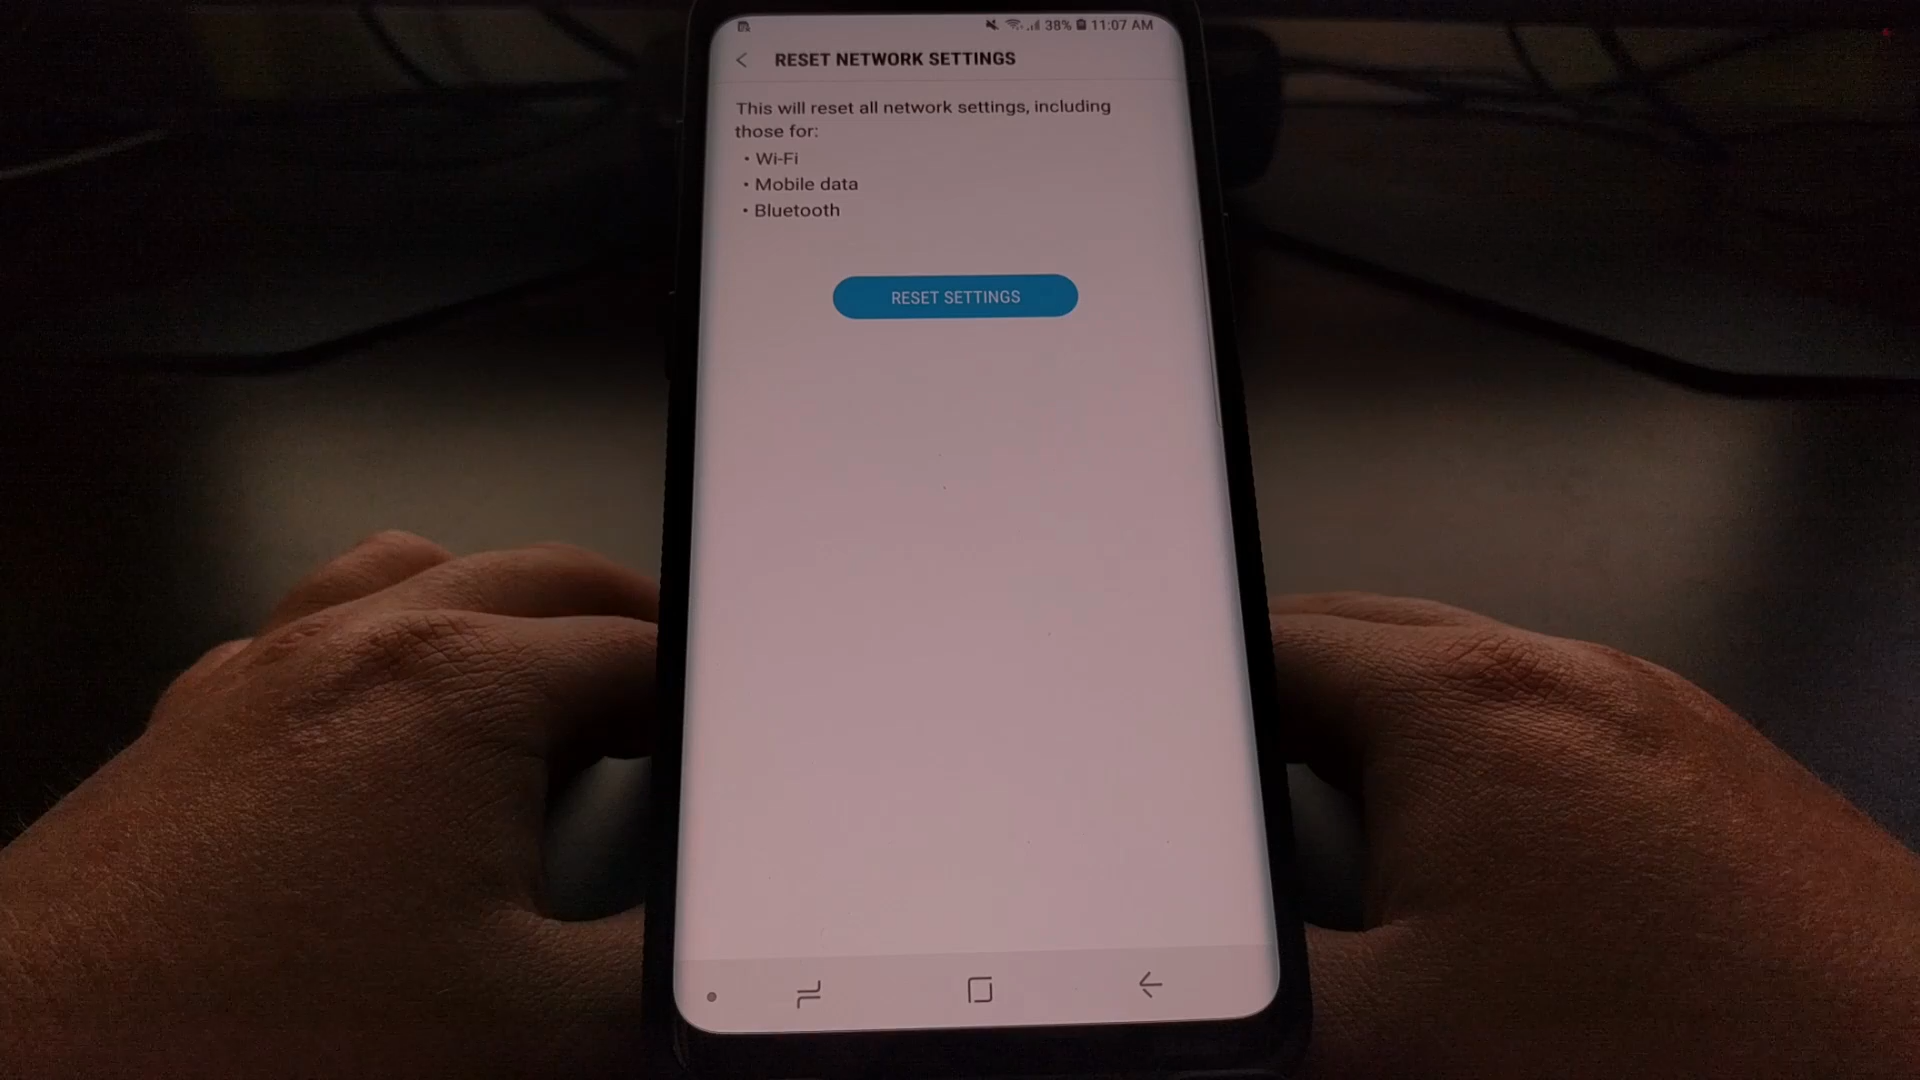 38% 11:07 AM
RESET NETWORK SETTINGS
This will reset all network settings, including
those for:
• Wi-Fi
• Mobile data
• Bluetooth
RESET SETTINGS